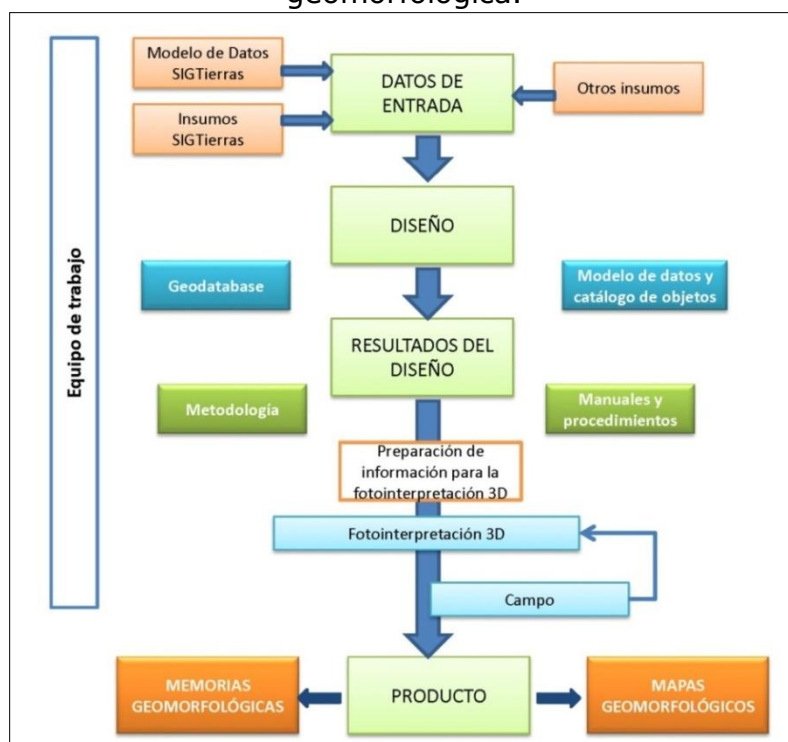 geomorfológica.
Modelo de Datos
SIGTierras
DATOS DE
ENTRADA
Otros insumos
Insumos
SIGTierras
DISEÑO
Equipo de trabajo
Geodatabase
Modelo de datos y
catálogo de objetos
RESULTADOS DEL
DISEÑO
Metodología
Manuales y
procedimientos
Preparación de
información para la
fotointerpretación 3D
Fotointerpretación 3D
Campo
MEMORIAS
GEOMORFOLÓGICAS
PRODUCTO
MAPAS
GEOMORFOLÓGICOS